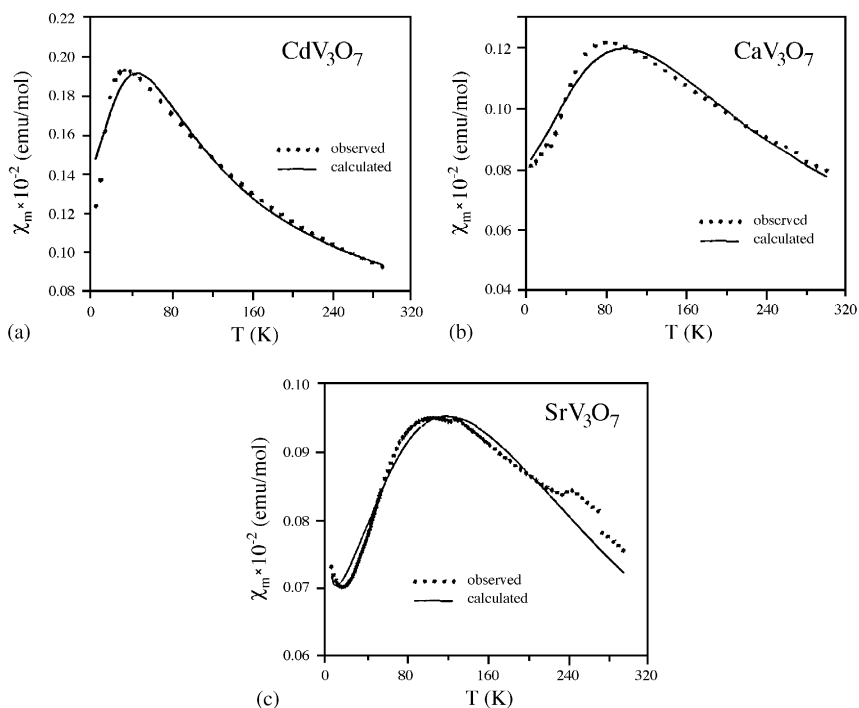 0.22
0.20
0.18
0.16
0.14
0.12
0.10
0.08
χm×10-2 (emu/mol)
CdV3O7
observed
calculated
0 80 160 240 320
T (K)
(a)
0.12
0.10
0.08
0.06
0.04
χm×10-2 (emu/mol)
CaV3O7
observed
calculated
0 80 160 240 320
T (K)
(b)
0.10
0.09
0.08
0.07
0.06
χm×10-2 (emu/mol)
SrV3O7
observed
calculated
0 80 160 240 320
T (K)
(c)